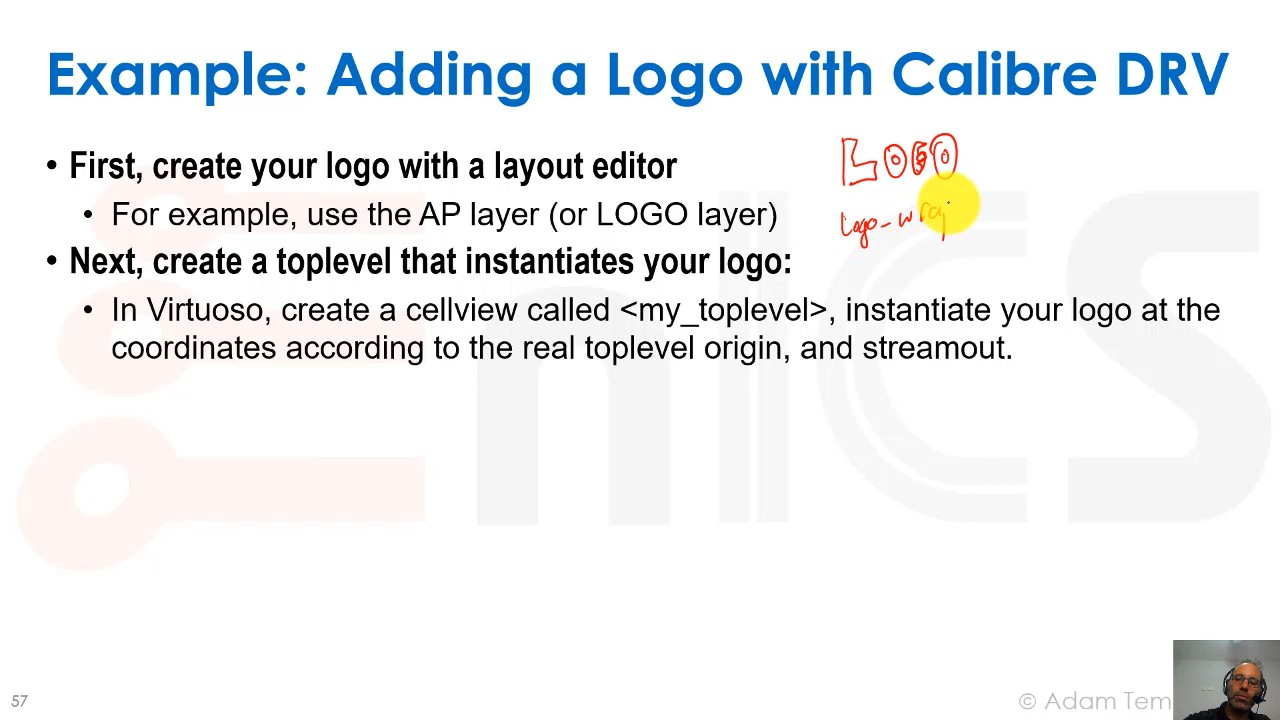 Example: Adding a Logo with Calibre DRV
• First, create your logo with a layout editor
LOGO
• For example, use the AP layer (or LOGO layer)
logo-wrap
• Next, create a toplevel that instantiates your logo:
• In Virtuoso, create a cellview called <my_toplevel>, instantiate your logo at the
coordinates according to the real toplevel origin, and streamout.
57
© Adam Tem